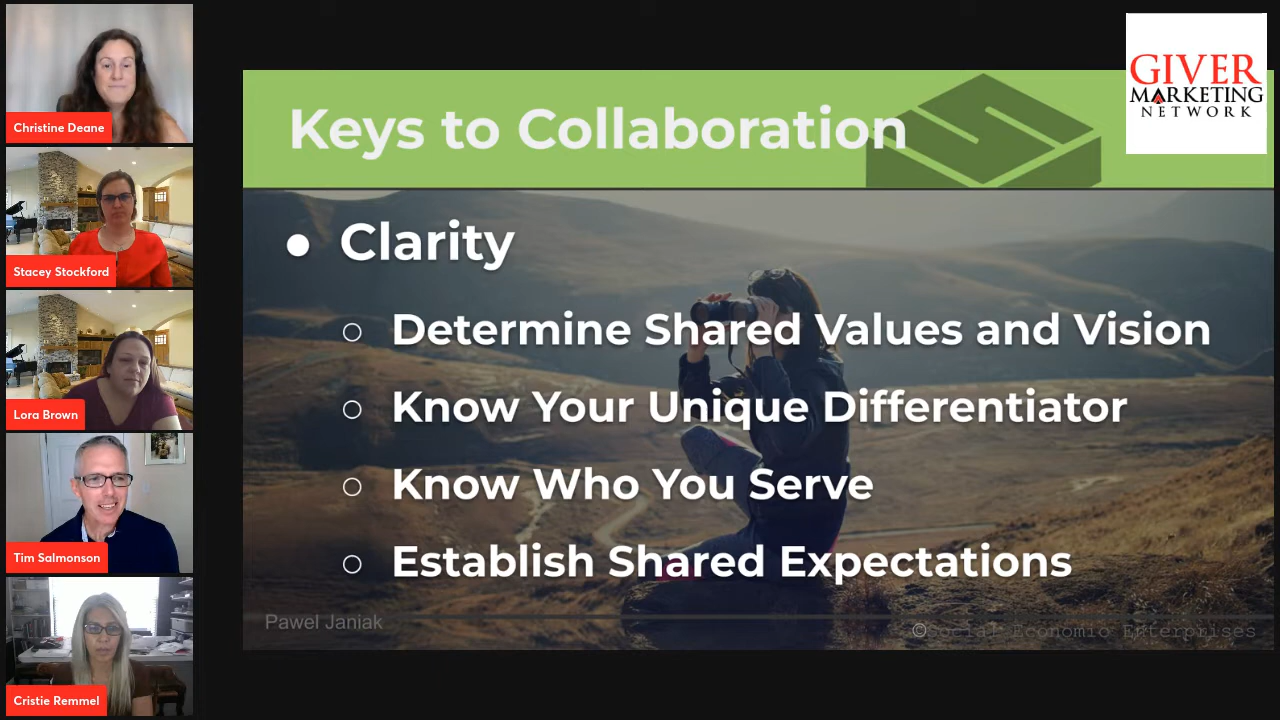 Christine Deane
Stacey Stockford
Lora Brown
Tim Salmonson
Cristie Remmel
GIVER
MARKETING
NETWORK
Keys to Collaboration
● Clarity
○ Determine Shared Values and Vision
○ Know Your Unique Differentiator
○ Know Who You Serve
○ Establish Shared Expectations
Pawel Janiak
©Social Economio Enterprises